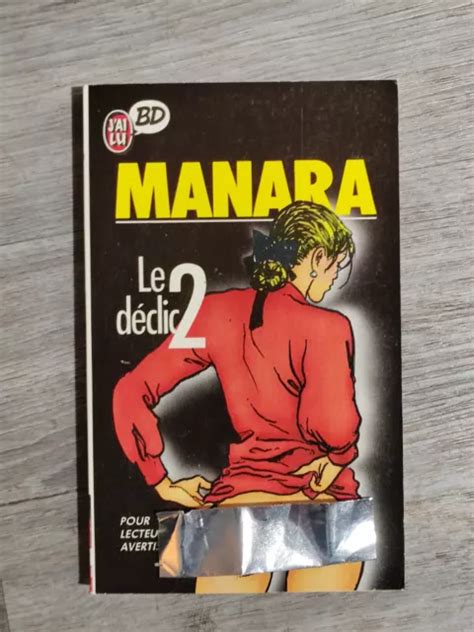 J'AI
LU
BD
MANARA
Le
déclic 2
POUR